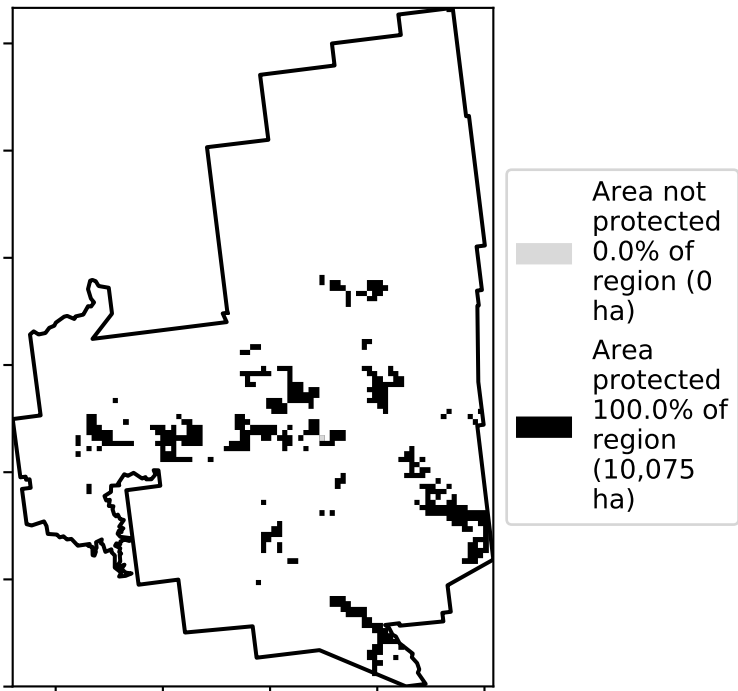 Area not
protected
0.0% of
region (0
ha)
Area
protected
100.0% of
region
(10,075
ha)